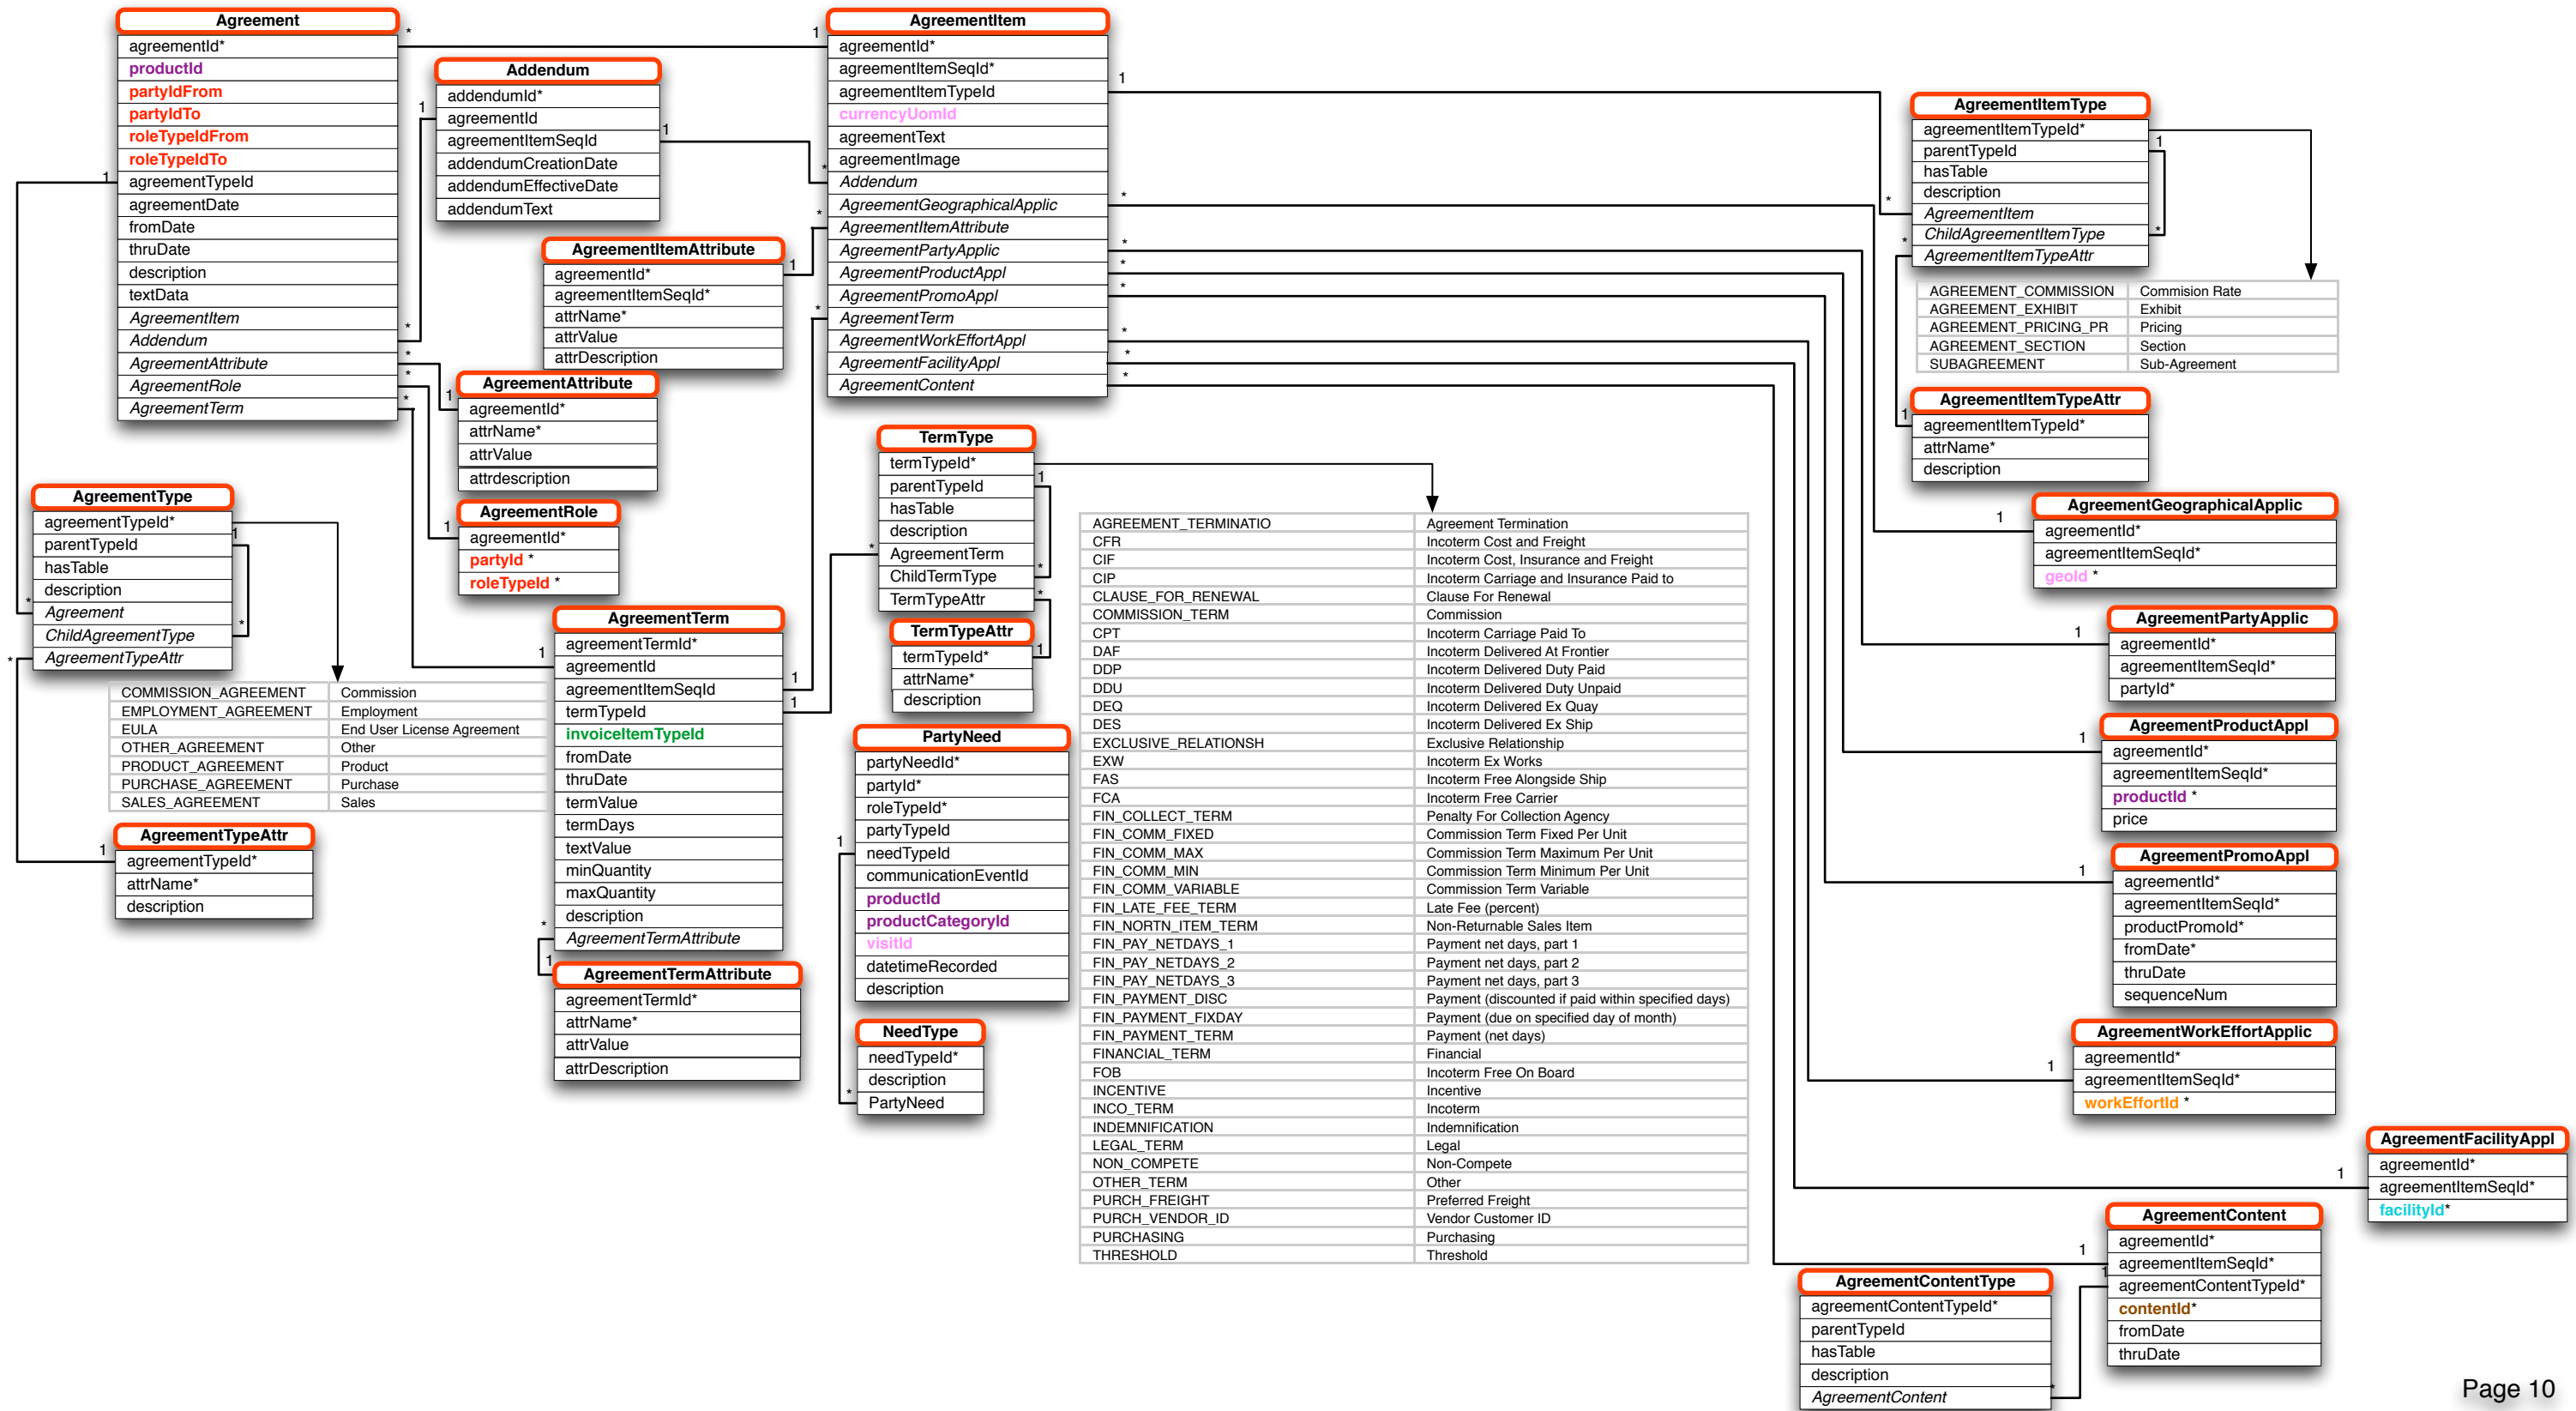 Agreement
agreementId*
productId
partyIdFrom
partyIdTo
roleTypeIdFrom
roleTypeIdTo
agreementTypeId
agreementDate
fromDate
thruDate
description
textData
AgreementItem
Addendum
AgreementAttribute
AgreementRole
AgreementTerm
Addendum
addendumId*
agreementId
agreementItemSeqId
addendumCreationDate
addendumEffectiveDate
addendumText
AgreementItemAttribute
agreementId*
agreementItemSeqId*
attrName*
attrValue
attrDescription
AgreementAttribute
agreementId*
attrName*
attrValue
attrdescription
AgreementRole
agreementId*
partyId *
roleTypeId *
AgreementItem
agreementId*
agreementItemSeqId*
agreementItemTypeId
currencyUomId
agreementText
agreementImage
Addendum
AgreementGeographicalApplic
AgreementItemAttribute
AgreementPartyApplic
AgreementProductAppl
AgreementPromoAppl
AgreementTerm
AgreementWorkEffortAppl
AgreementFacilityAppl
AgreementContent
AgreementItemType
agreementItemTypeId*
parentTypeId
hasTable
description
AgreementItem
ChildAgreementItemType
AgreementItemTypeAttr
AGREEMENT_COMMISSION Commision Rate
AGREEMENT_EXHIBIT Exhibit
AGREEMENT_PRICING_PR Pricing
AGREEMENT_SECTION Section
SUBAGREEMENT Sub-Agreement
AgreementItemTypeAttr
agreementItemTypeId*
attrName*
description
AgreementType
agreementTypeId*
parentTypeId
hasTable
description
Agreement
ChildAgreementType
AgreementTypeAttr
COMMISSION_AGREEMENT Commission
EMPLOYMENT_AGREEMENT Employment
EULA End User License Agreement
OTHER_AGREEMENT Other
PRODUCT_AGREEMENT Product
PURCHASE_AGREEMENT Purchase
SALES_AGREEMENT Sales
AgreementTypeAttr
agreementTypeId*
attrName*
description
AgreementTerm
agreementTermId*
agreementId
agreementItemSeqId
termTypeId
invoiceItemTypeId
fromDate
thruDate
termValue
termDays
textValue
minQuantity
maxQuantity
description
AgreementTermAttribute
AgreementTermAttribute
agreementTermId*
attrName*
attrValue
attrDescription
TermType
termTypeId*
parentTypeId
hasTable
description
AgreementTerm
ChildTermType
TermTypeAttr
TermTypeAttr
termTypeId*
attrName*
description
PartyNeed
partyNeedId*
partyId*
roleTypeId*
partyTypeId
needTypeId
communicationEventId
productId
productCategoryId
visitId
datetimeRecorded
description
NeedType
needTypeId*
description
PartyNeed
AGREEMENT_TERMINATIO Agreement Termination
CFR Incoterm Cost and Freight
CIF Incoterm Cost, Insurance and Freight
CIP Incoterm Carriage and Insurance Paid to
CLAUSE_FOR_RENEWAL Clause For Renewal
COMMISSION_TERM Commission
CPT Incoterm Carriage Paid To
DAF Incoterm Delivered At Frontier
DDP Incoterm Delivered Duty Paid
DDU Incoterm Delivered Duty Unpaid
DEQ Incoterm Delivered Ex Quay
DES Incoterm Delivered Ex Ship
EXCLUSIVE_RELATIONSH Exclusive Relationship
EXW Incoterm Ex Works
FAS Incoterm Free Alongside Ship
FCA Incoterm Free Carrier
FIN_COLLECT_TERM Penalty For Collection Agency
FIN_COMM_FIXED Commission Term Fixed Per Unit
FIN_COMM_MAX Commission Term Maximum Per Unit
FIN_COMM_MIN Commission Term Minimum Per Unit
FIN_COMM_VARIABLE Commission Term Variable
FIN_LATE_FEE_TERM Late Fee (percent)
FIN_NORTN_ITEM_TERM Non-Returnable Sales Item
FIN_PAY_NETDAYS_1 Payment net days, part 1
FIN_PAY_NETDAYS_2 Payment net days, part 2
FIN_PAY_NETDAYS_3 Payment net days, part 3
FIN_PAYMENT_DISC Payment (discounted if paid within specified days)
FIN_PAYMENT_FIXDAY Payment (due on specified day of month)
FIN_PAYMENT_TERM Payment (net days)
FINANCIAL_TERM Financial
FOB Incoterm Free On Board
INCENTIVE Incentive
INCO_TERM Incoterm
INDEMNIFICATION Indemnification
LEGAL_TERM Legal
NON_COMPETE Non-Compete
OTHER_TERM Other
PURCH_FREIGHT Preferred Freight
PURCH_VENDOR_ID Vendor Customer ID
PURCHASING Purchasing
THRESHOLD Threshold
AgreementGeographicalApplic
agreementId*
agreementItemSeqId*
geoId *
AgreementPartyApplic
agreementId*
agreementItemSeqId*
partyId*
AgreementProductAppl
agreementId*
agreementItemSeqId*
productId *
price
AgreementPromoAppl
agreementId*
agreementItemSeqId*
productPromoId*
fromDate*
thruDate
sequenceNum
AgreementWorkEffortApplic
agreementId*
agreementItemSeqId*
workEffortId *
AgreementFacilityAppl
agreementId*
agreementItemSeqId*
facilityId*
AgreementContent
agreementId*
agreementItemSeqId*
agreementContentTypeId*
contentId*
fromDate
thruDate
AgreementContentType
agreementContentTypeId*
parentTypeId
hasTable
description
AgreementContent
Page 10